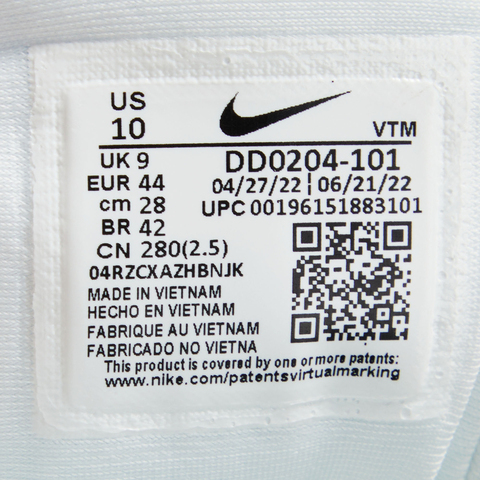 US
10
VTM
UK 9
EUR 44
cm 28
BR 42
CN 280(2.5)
04RZCXAZHBNJK
DD0204-101
04/27/22 | 06/21/22
UPC 00196151883101
MADE IN VIETNAM
HECHO EN VIETNAM
FABRIQUE AU VIETNAM
FABRICADO NO VIETNA
This product is covered by one or more patents:
www.nike.com/patentsvirtualmarking